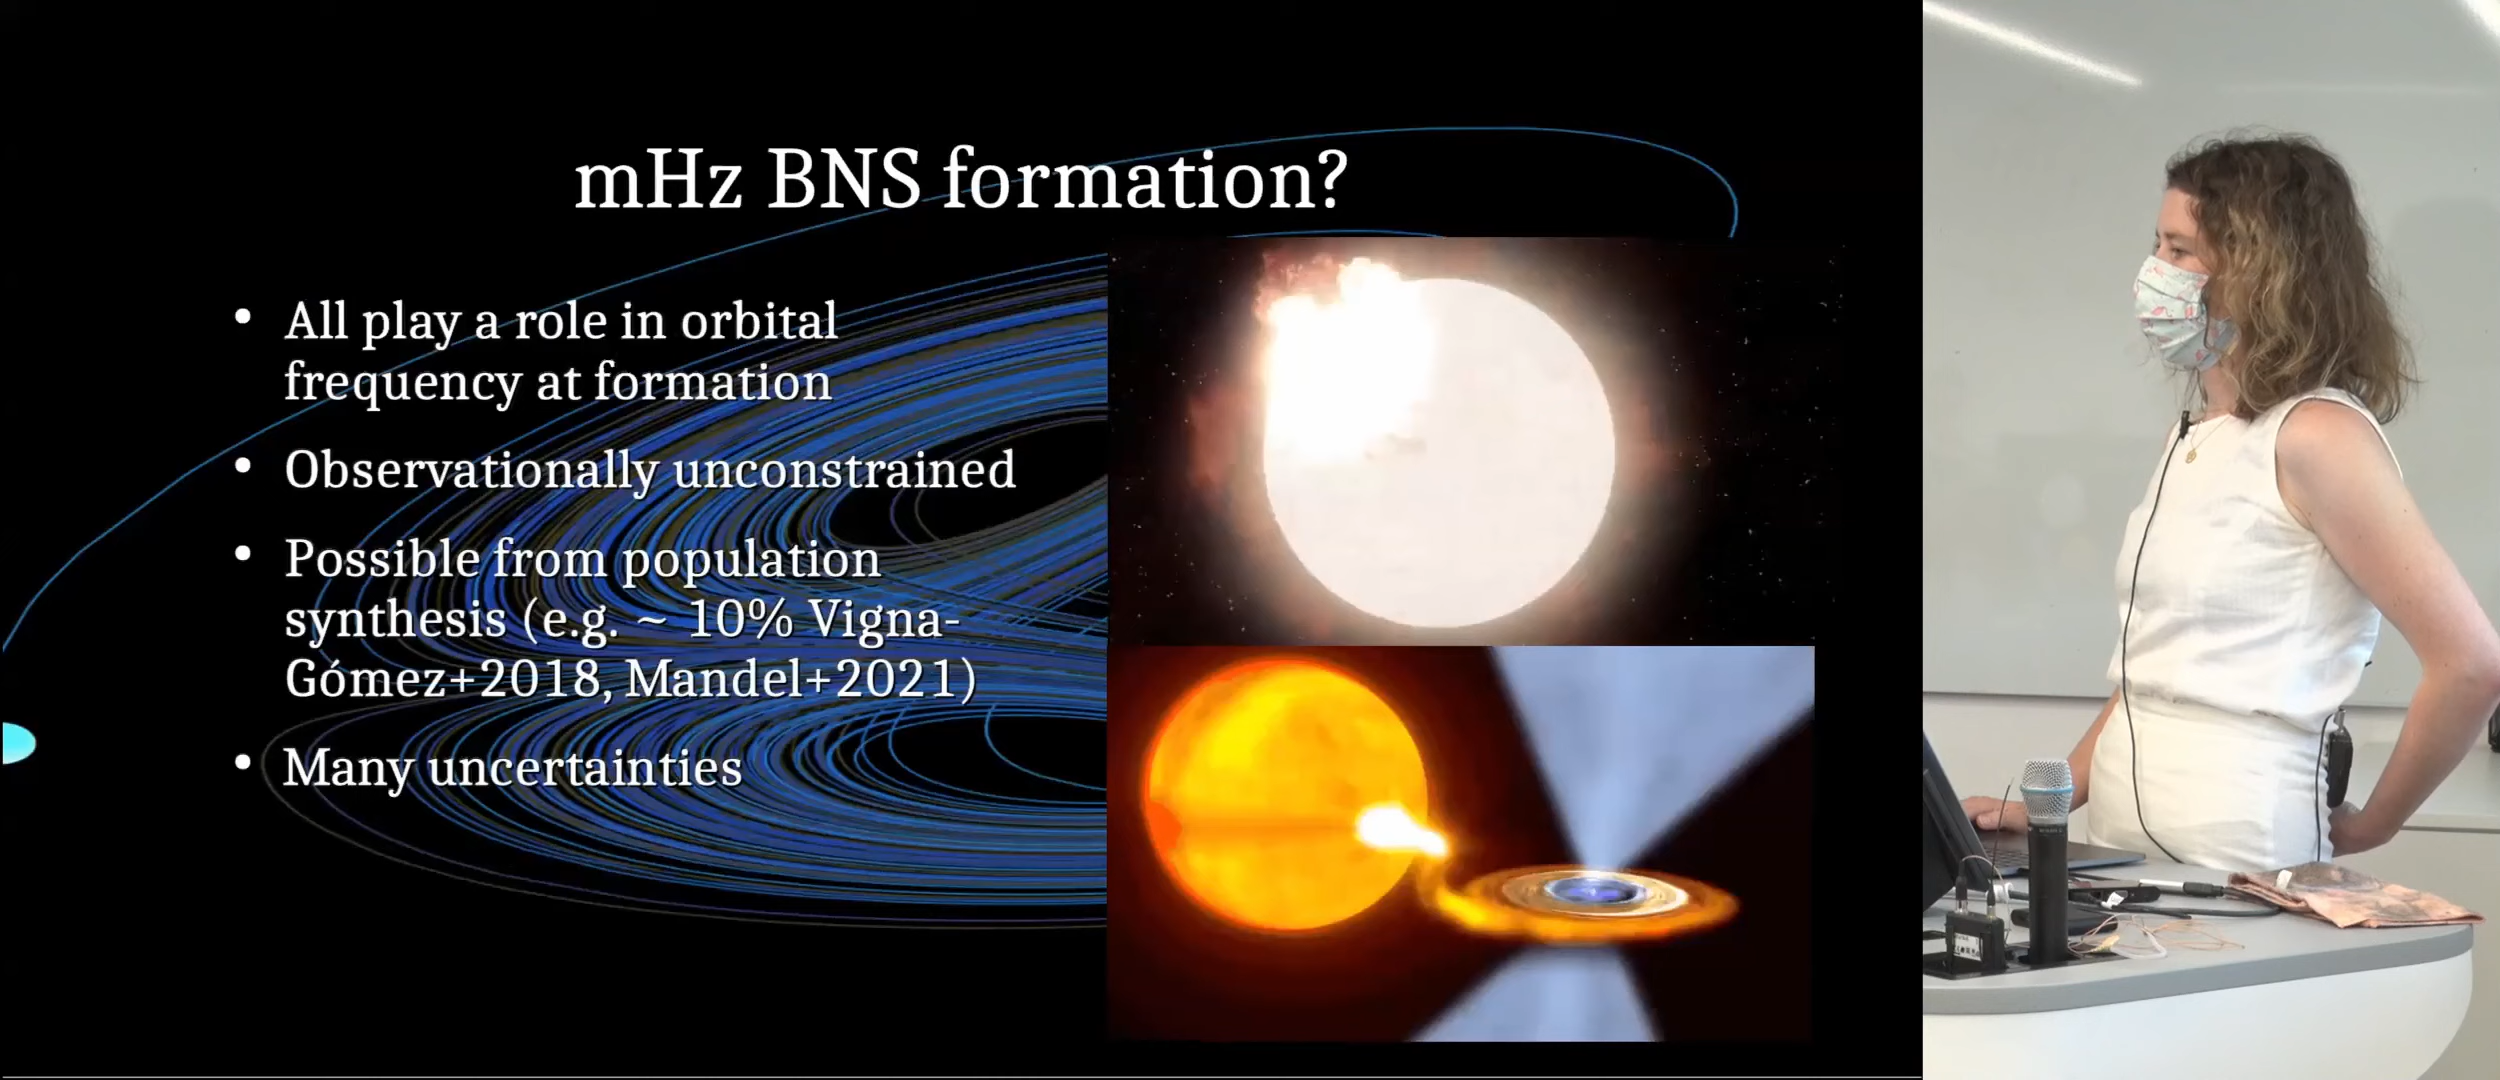 mHz BNS formation?
• All play a role in orbital
frequency at formation
• Observationally unconstrained
• Possible from population
synthesis (e.g. ~ 10% Vigna-
Gómez+2018, Mandel+2021)
• Many uncertainties